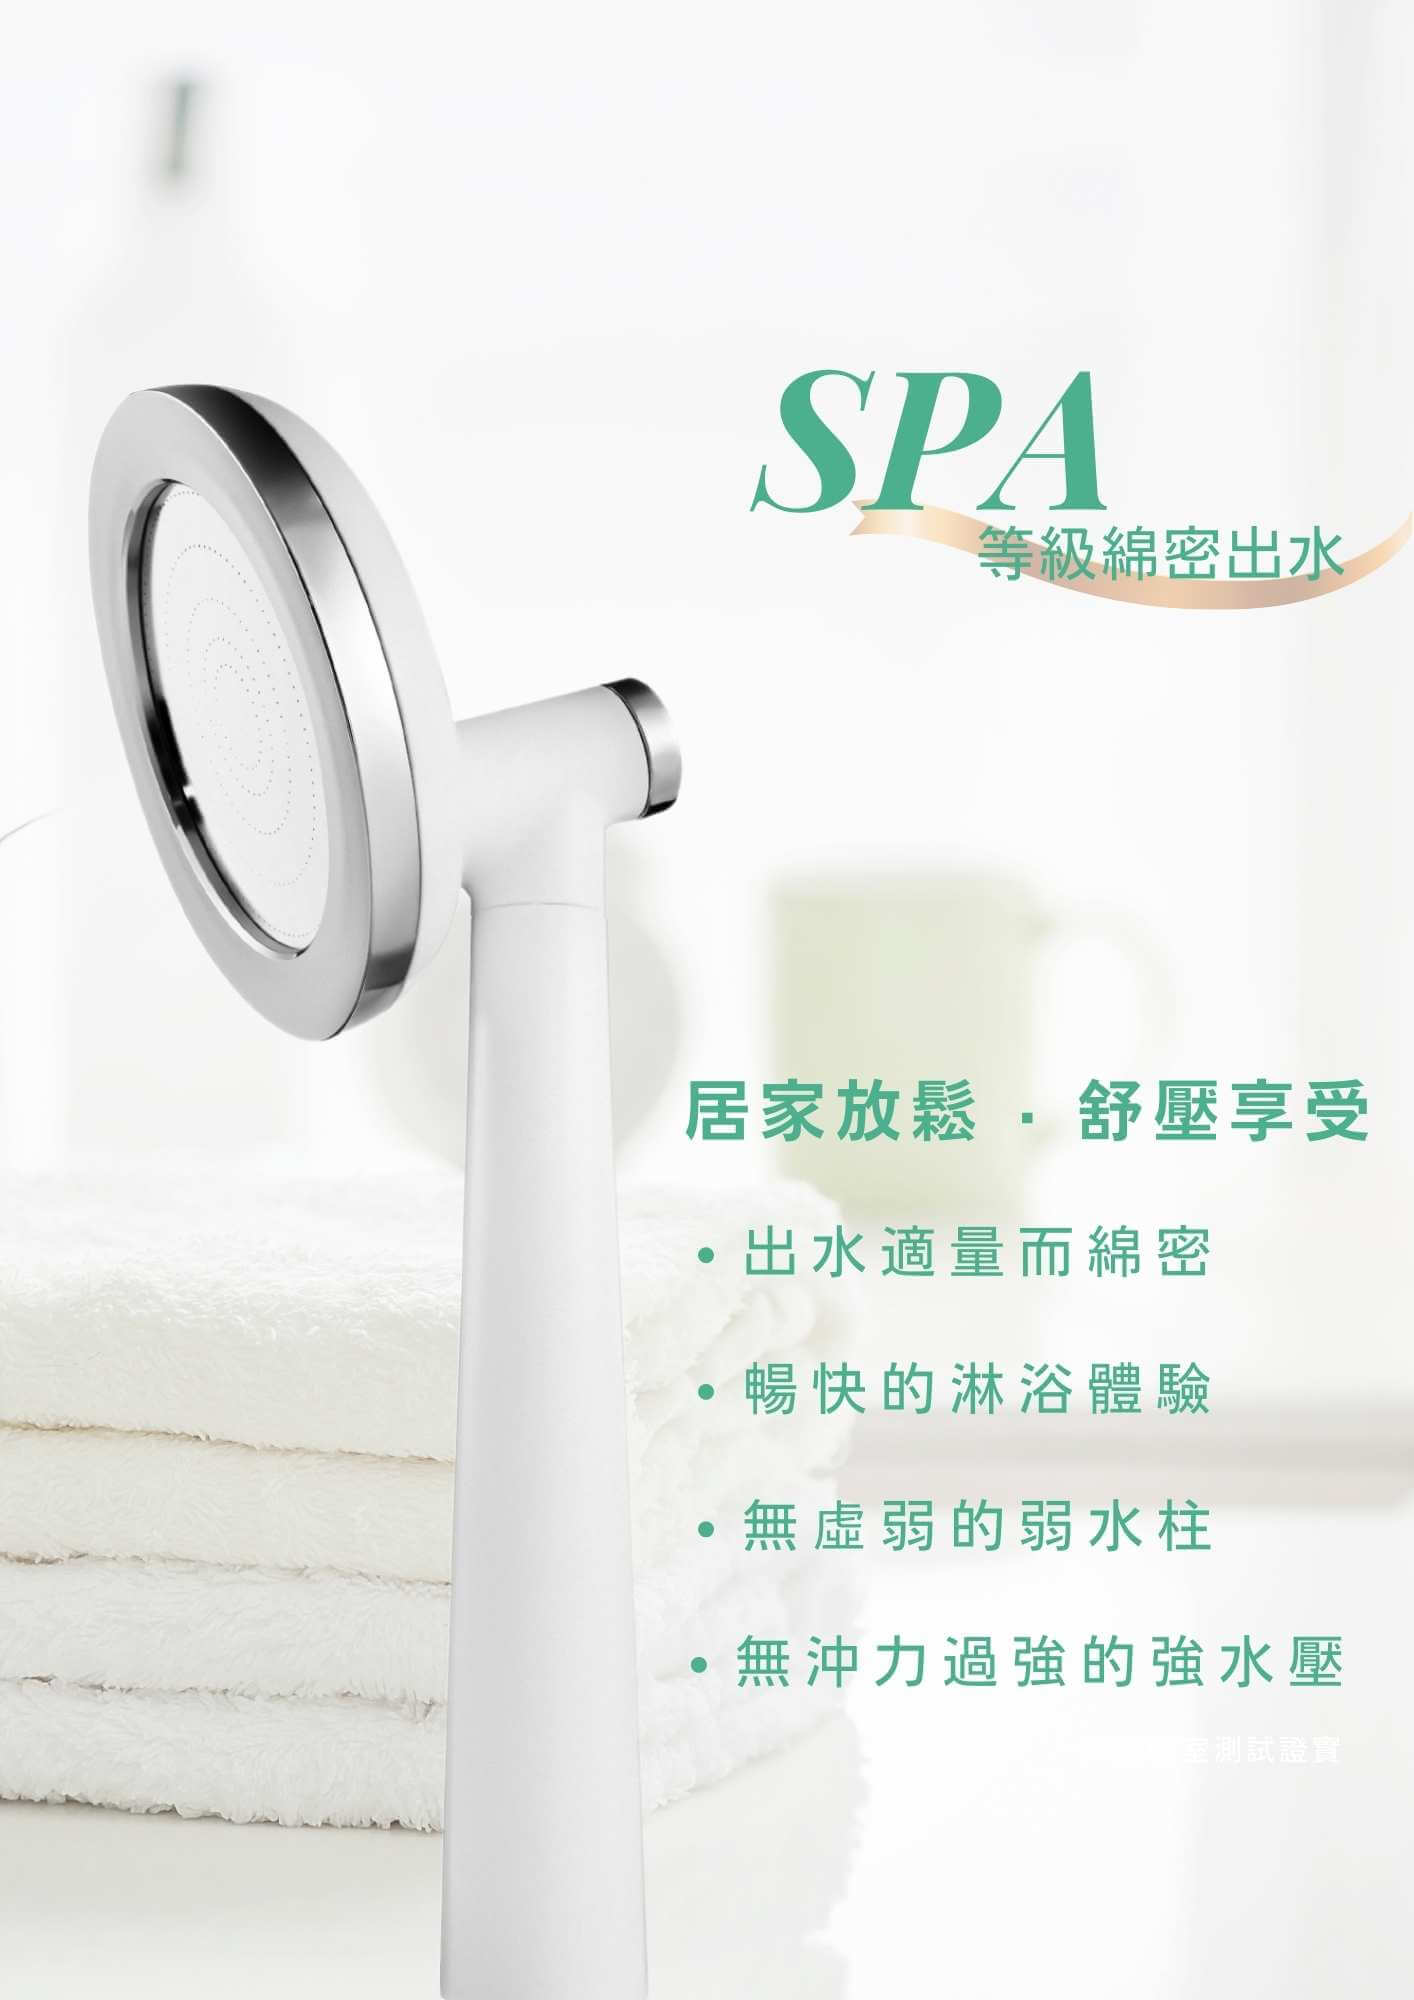 SPA
等級綿密出水
居家放鬆 · 舒壓享受
• 出水適量而綿密
• 暢快的淋浴體驗
• 無虛弱的弱水柱
• 無沖力過強的強水壓
室測試證實